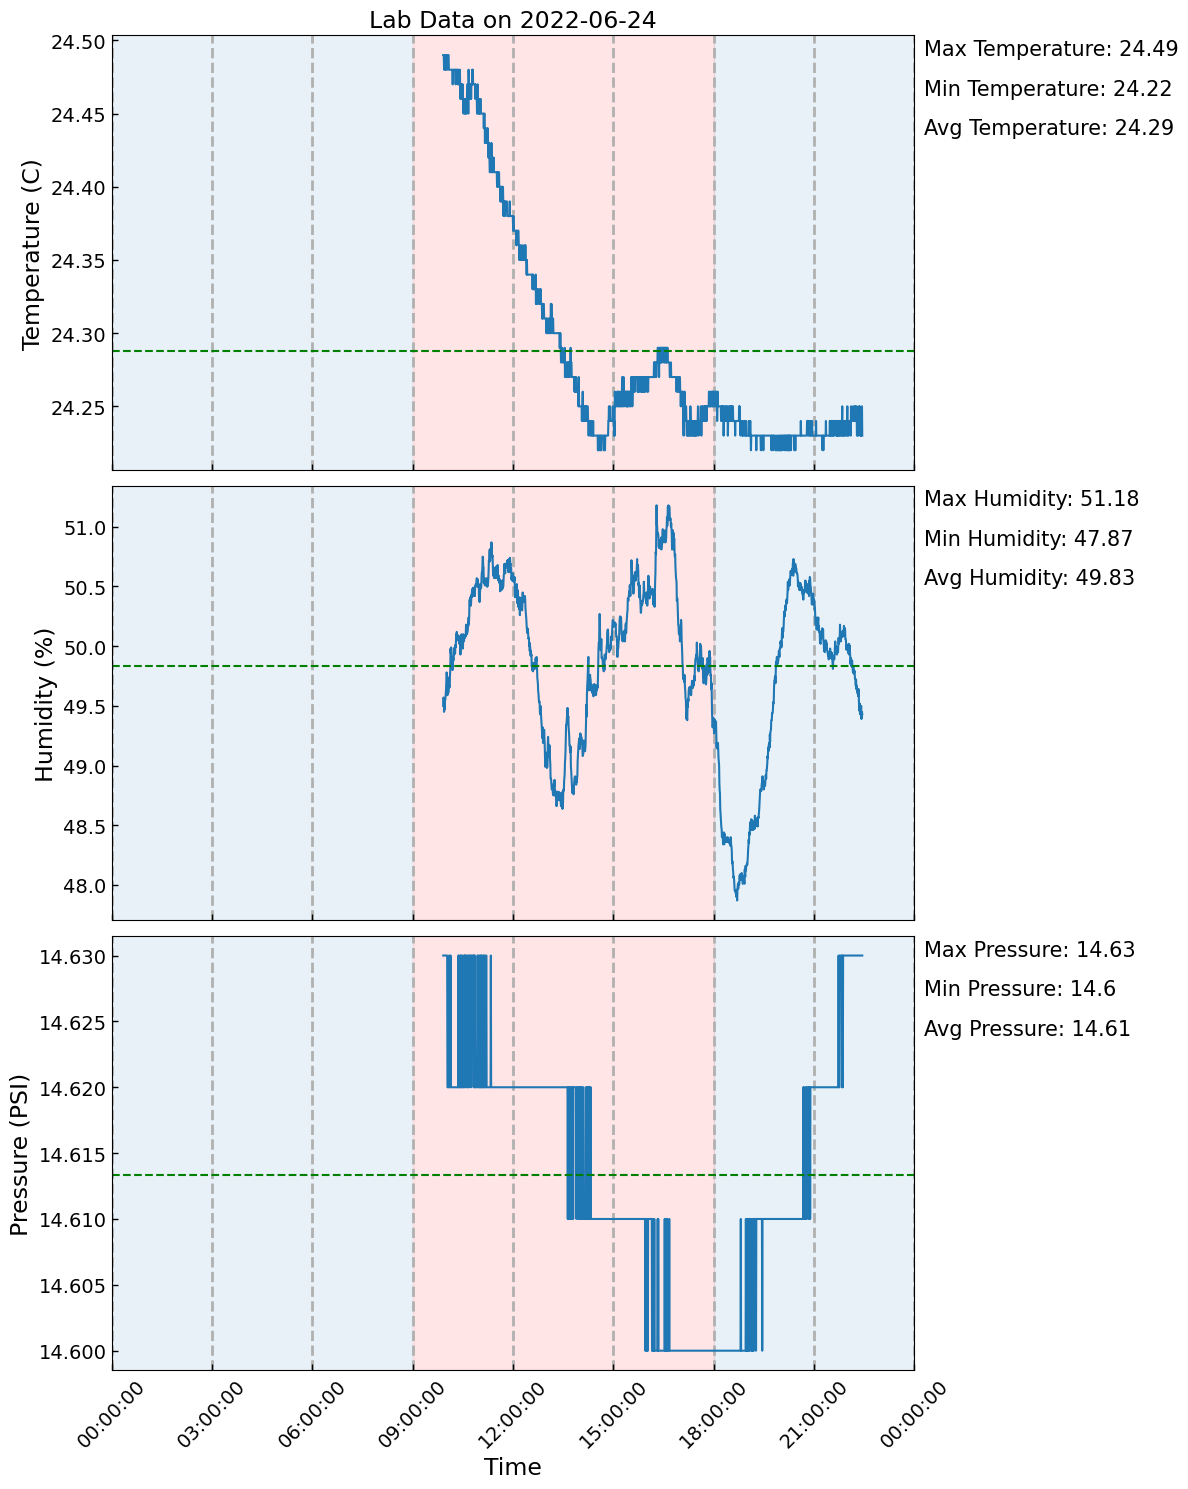 Lab Data on 2022-06-24
24.50
24.45
24.40
24.35
24.30
24.25
Temperature (C)
Max Temperature: 24.49
Min Temperature: 24.22
Avg Temperature: 24.29
51.0
50.5
50.0
49.5
49.0
48.5
48.0
Humidity (%)
Max Humidity: 51.18
Min Humidity: 47.87
Avg Humidity: 49.83
14.630
14.625
14.620
14.615
14.610
14.605
14.600
Pressure (PSI)
Max Pressure: 14.63
Min Pressure: 14.6
Avg Pressure: 14.61
00:00:00
03:00:00
06:00:00
09:00:00
12:00:00
15:00:00
18:00:00
21:00:00
00:00:00
Time